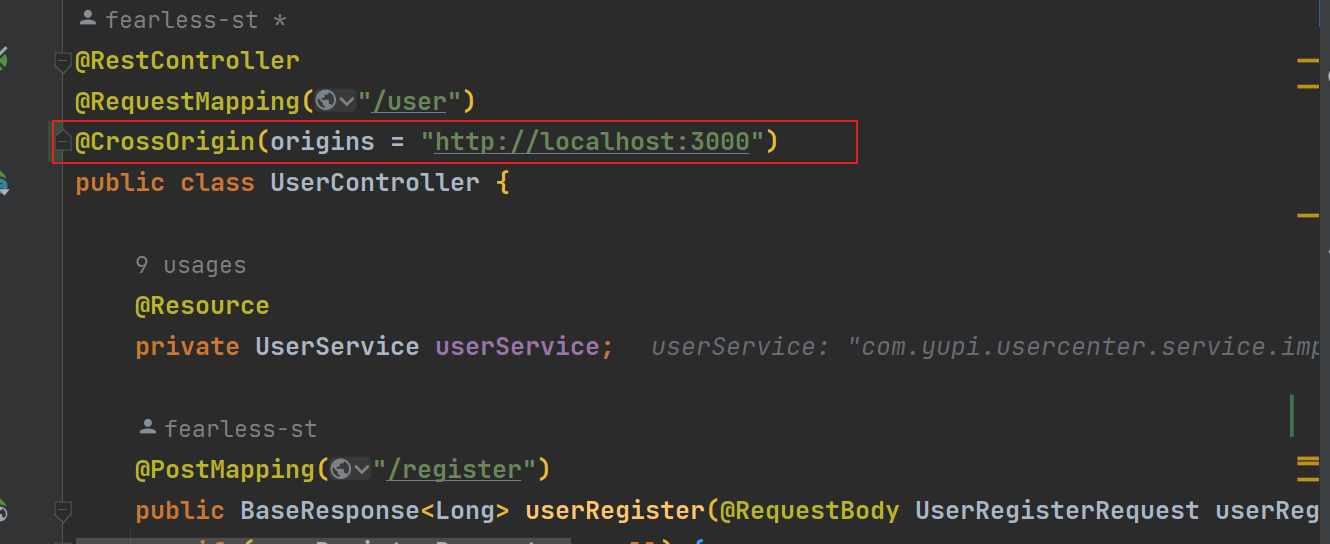 fearless-st *
@RestController
@RequestMapping("/user")
@CrossOrigin(origins = "http://localhost:3000")
public class UserController {
9 usages
@Resource
private UserService userService; userService: "com.yupi.usercenter.service.imp
fearless-st
@PostMapping("/register")
public BaseResponse<Long> userRegister(@RequestBody UserRegisterRequest userReg